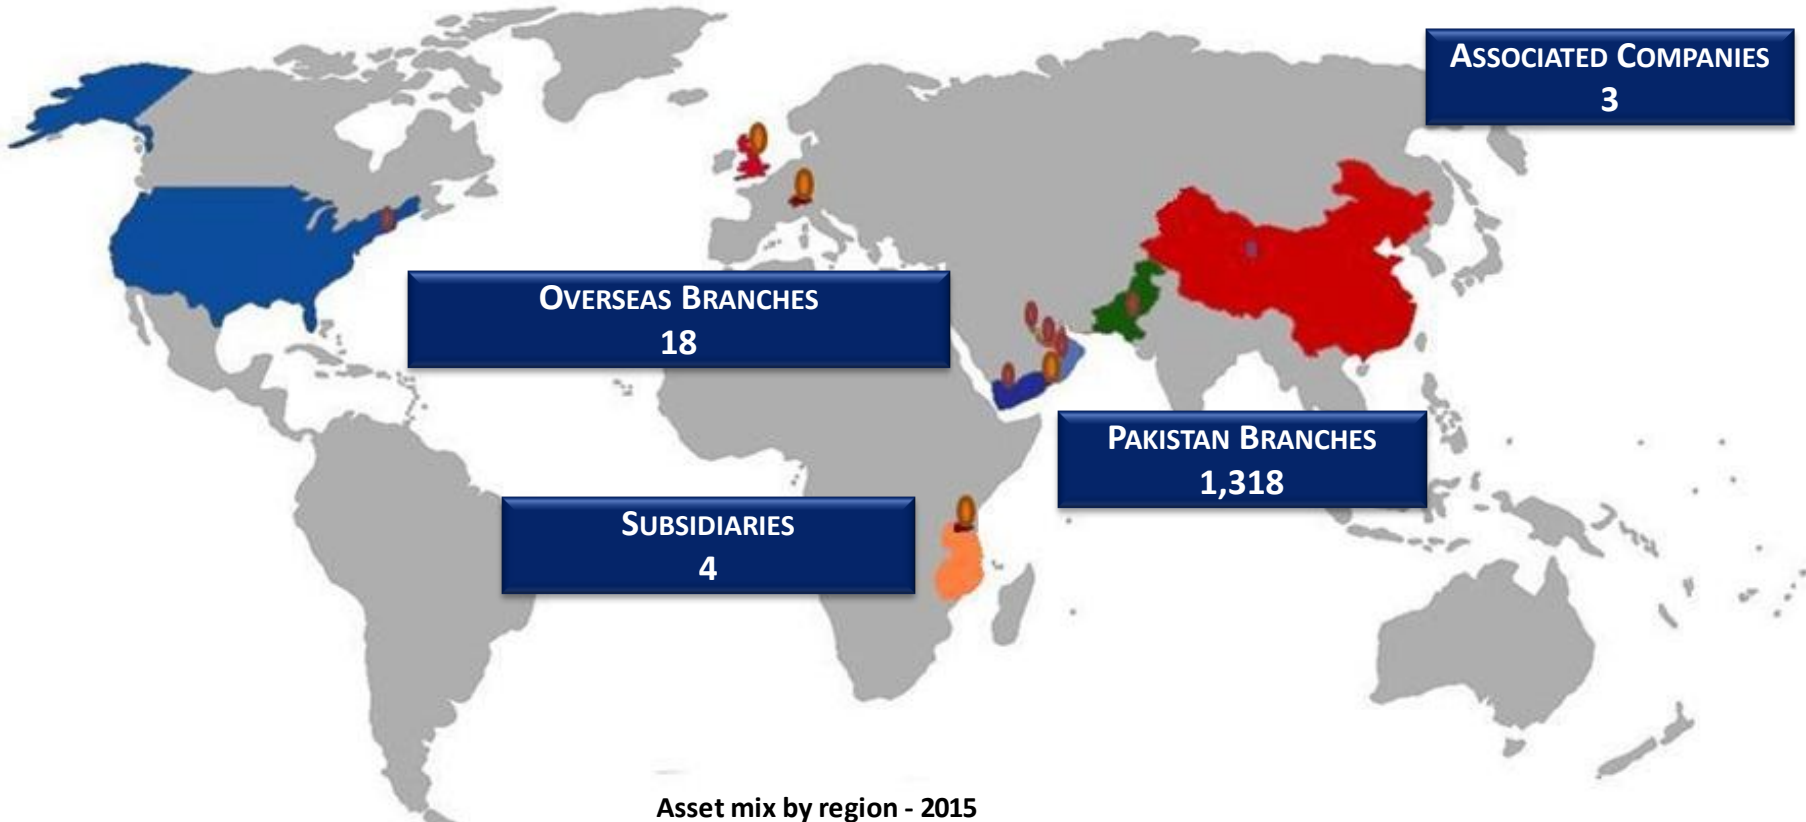 ASSOCIATED COMPANIES
3
OVERSEAS BRANCHES
18
PAKISTAN BRANCHES
1,318
SUBSIDIARIES
4
Asset mix by region - 2015